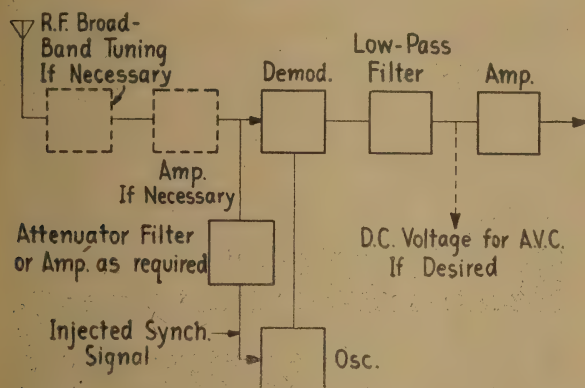 R.F. Broad-
Band Tuning
If Necessary
Demod.
Low-Pass
Filter
Amp.
Amp.
If Necessary
Attenuator Filter
or Amp. as required
D.C. Voltage for A.V.C.
If Desired
Injected Synch.
Signal
Osc.